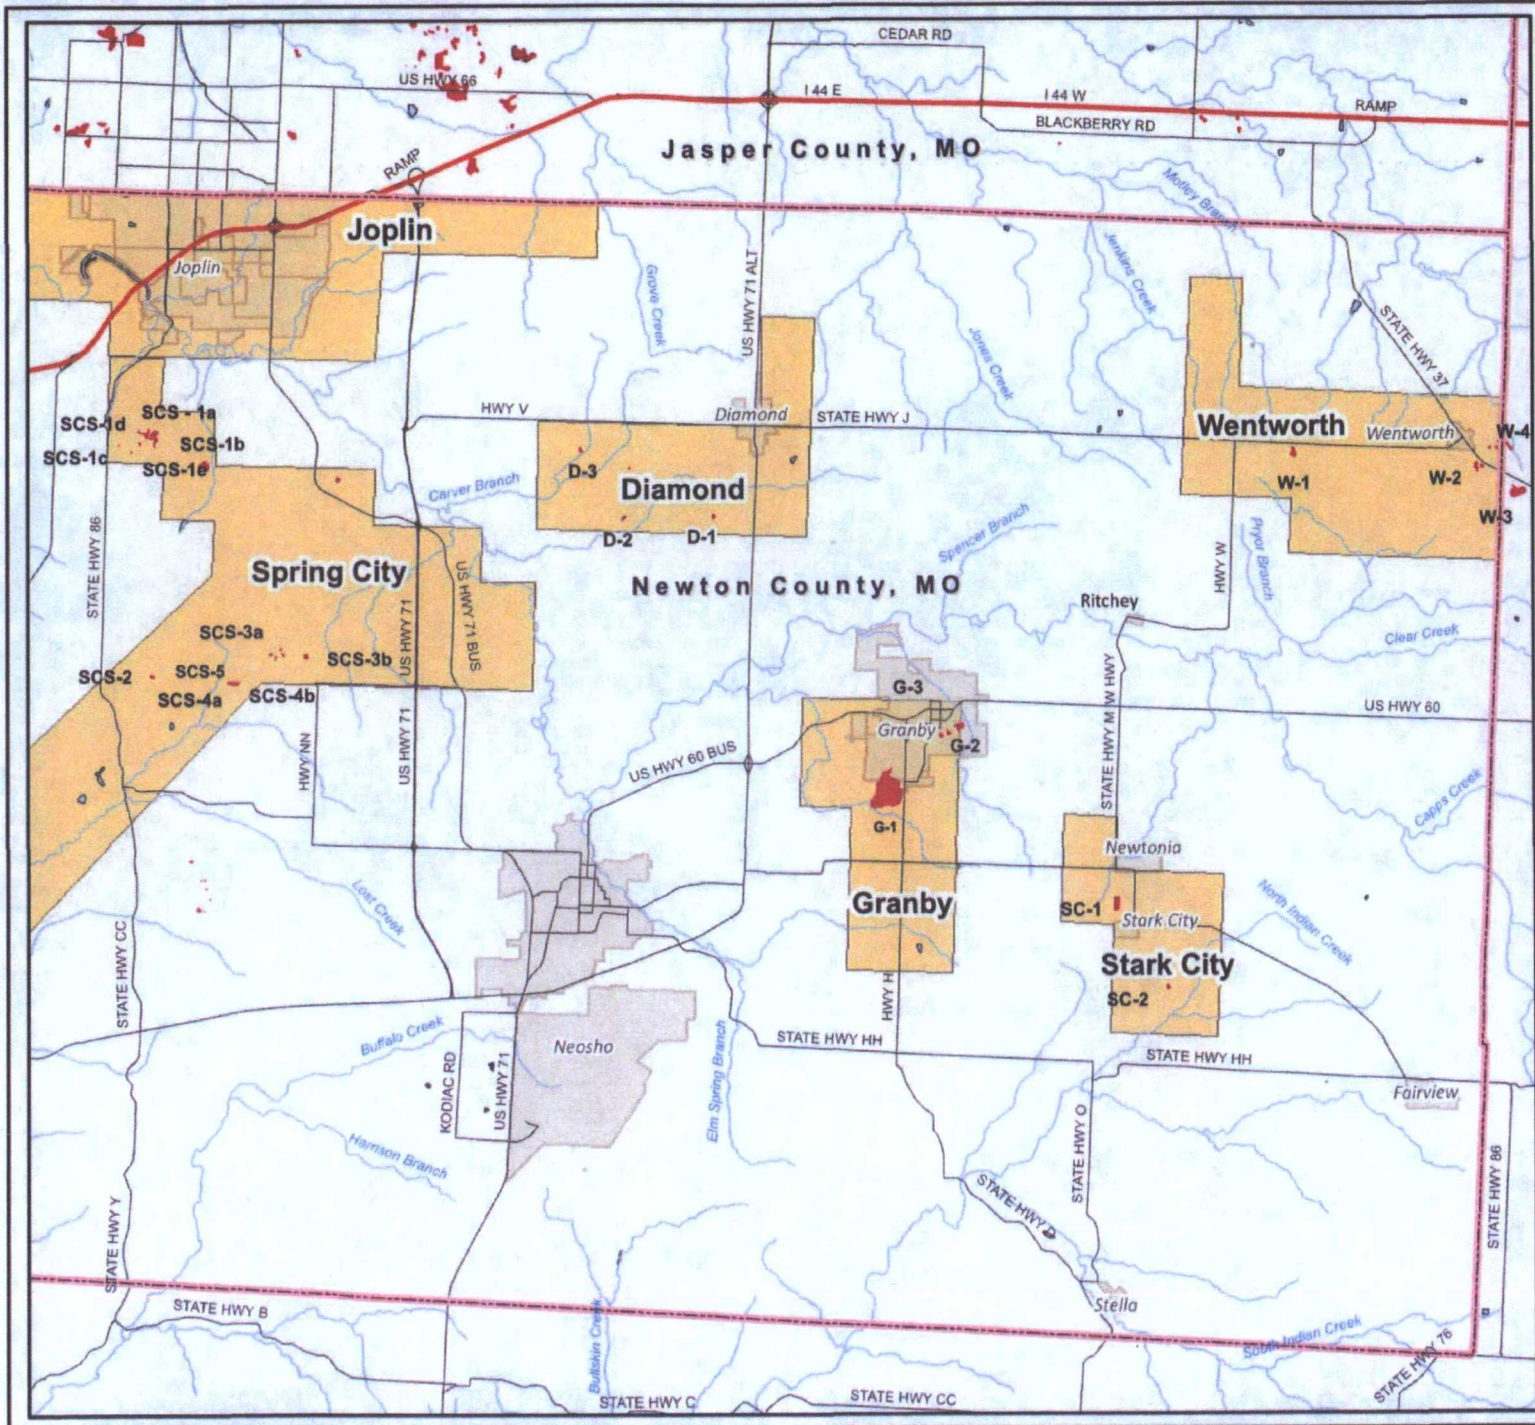 CEDAR RD
US HWY 66
I 44 E
I 44 W
RAMP
BLACKBERRY RD
Jasper County, MO
RAMP
Motley Branch
Joplin
Joplin
Jenkins Creek
US HWY 71 ALT
Grove Creek
STATE HWY 37
Jones Creek
SCS - 1a
SCS-1d
HWY V
Diamond
STATE HWY J
Wentworth
Wentworth
W-4
SCS-1b
SCS-1c
SCS-1e
D-3
Diamond
Carver Branch
W-1
W-2
W-3
STATE HWY 86
D-2
D-1
Spencer Branch
Spring City
Newton County, MO
Pryor Branch
HWY W
Ritchey
US HWY 71
US HWY 71 BUS
SCS-3a
SCS-3b
Clear Creek
SCS-2
SCS-5
SCS-4a
SCS-4b
G-3
STATE HWY M W HWY
US HWY 60
Granby
G-2
HWY NN
US HWY 71
US HWY 60 BUS
Capps Creek
G-1
Newtonia
Lost Creek
Granby
SC-1
Stark City
North Indian Creek
STATE HWY CC
Stark City
HWY H
SC-2
Buffalo Creek
Neosho
STATE HWY HH
STATE HWY HH
KODIAC RD
US HWY 71
Elm Spring Branch
Fairview
Harrison Branch
STATE HWY O
STATE HWY Y
STATE HWY D
STATE HWY 86
Stella
STATE HWY B
Bullskin Creek
South Indian Creek
STATE HWY 76
STATE HWY C
STATE HWY CC